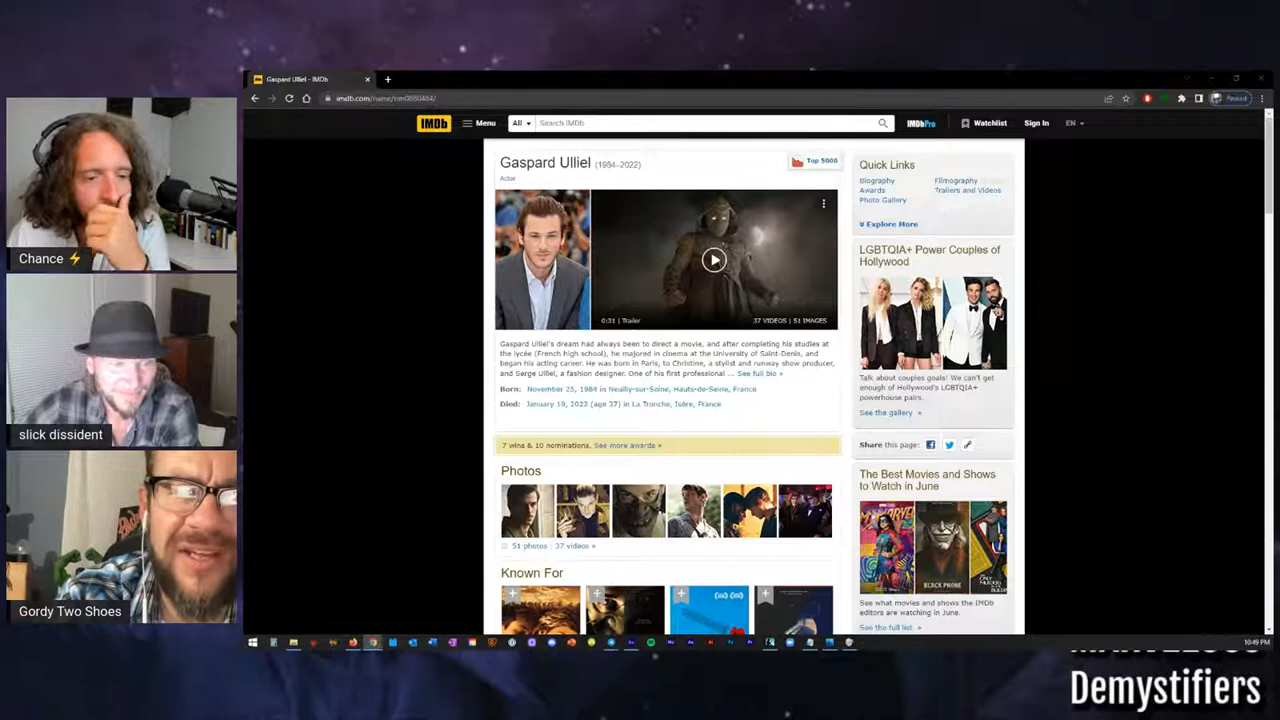 Gaspard Ulliel - IMDb
imdb.com/name/nm0880484/
Paused
IMDb
Menu
All
Search IMDb
IMDbPro
Watchlist
Sign In
EN
Gaspard Ulliel (1984–2022)
Top 5000
Actor
0:31 | Trailer
37 VIDEOS | 51 IMAGES
Gaspard Ulliel's dream had always been to direct a movie, and after completing his studies at
the lycée (French high school), he majored in cinema at the University of Saint-Denis, and
began his acting career. He was born in Paris, to Christine, a stylist and runway show producer,
and Serge Ulliel, a fashion designer. One of his first professional ... See full bio »
Born: November 25, 1984 in Neuilly-sur-Seine, Hauts-de-Seine, France
Died: January 19, 2022 (age 37) in La Tronche, Isère, France
7 wins & 10 nominations. See more awards »
Photos
51 photos | 37 videos »
Known For
Quick Links
Biography
Filmography
Awards
Trailers and Videos
Photo Gallery
Explore More
LGBTQIA+ Power Couples of
Hollywood
Talk about couples goals! We can't get
enough of Hollywood's LGBTQIA+
powerhouse pairs.
See the gallery »
Share this page:
The Best Movies and Shows
to Watch in June
BLACK PHONE
See what movies and shows the IMDb
editors are watching in June.
See the full list »
10:49 PM
Chance ⚡
slick dissident
Gordy Two Shoes
Demystifiers